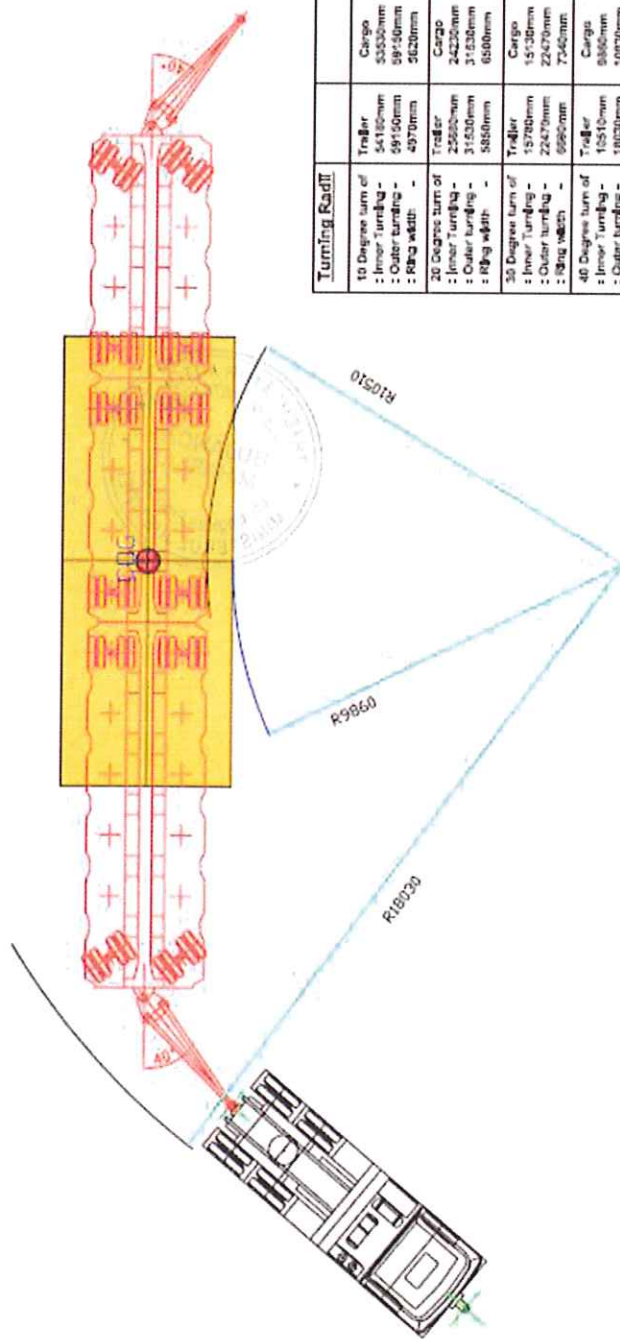 Turning Radii
10 Degree turn of Trailer Cargo
: Inner Turning - 54180mm 53530mm
: Outer turning - 59150mm 59150mm
: Ring width - 4970mm 5620mm
20 Degree turn of Trailer Cargo
: Inner Turning - 25680mm 24230mm
: Outer turning - 31530mm 31530mm
: Ring width - 5850mm 6500mm
30 Degree turn of Trailer Cargo
: Inner Turning - 15780mm 15130mm
: Outer turning - 22470mm 22470mm
: Ring width - 6690mm 7340mm
40 Degree turn of Trailer Cargo
: Inner Turning - 10510mm 9860mm
: Outer turning - 18030mm
40°
COG
R10510
R9860
R18030
40°